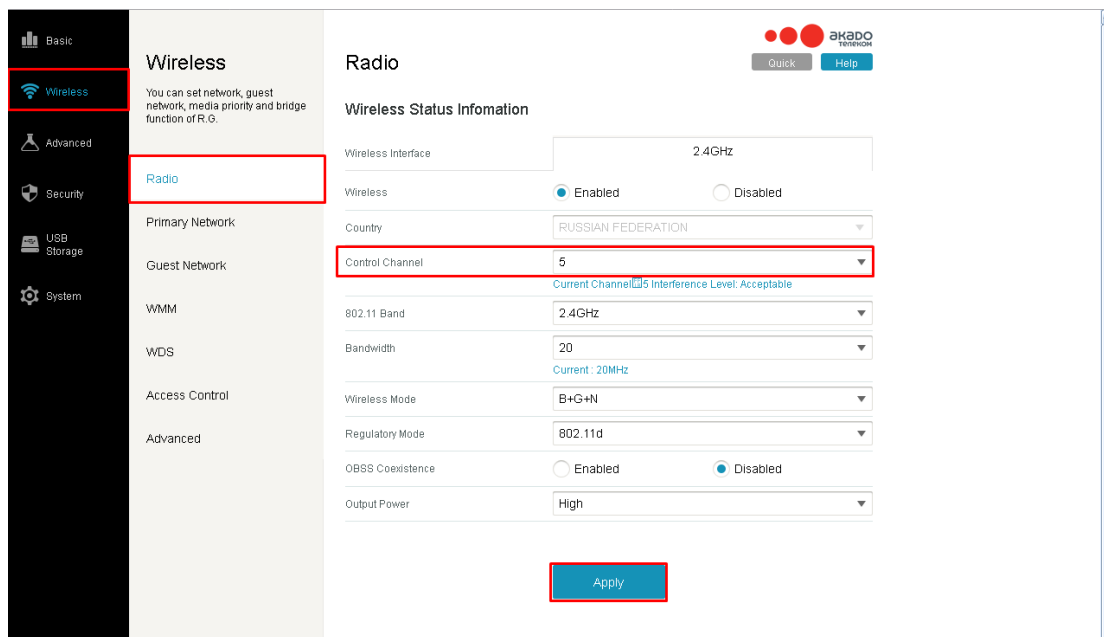 Basic
Wireless
Advanced
Security
USB
Storage
System
Wireless
You can set network, guest
network, media priority and bridge
function of R.G.
Radio
Primary Network
Guest Network
WMM
WDS
Access Control
Advanced
Radio
акадо
телеком
Quick
Help
Wireless Status Infomation
Wireless Interface
2.4GHz
Wireless
Enabled
Disabled
Country
RUSSIAN FEDERATION
Control Channel
5
Current Channel 5 Interference Level: Acceptable
802.11 Band
2.4GHz
Bandwidth
20
Current : 20MHz
Wireless Mode
B+G+N
Regulatory Mode
802.11d
OBSS Coexistence
Enabled
Disabled
Output Power
High
Apply